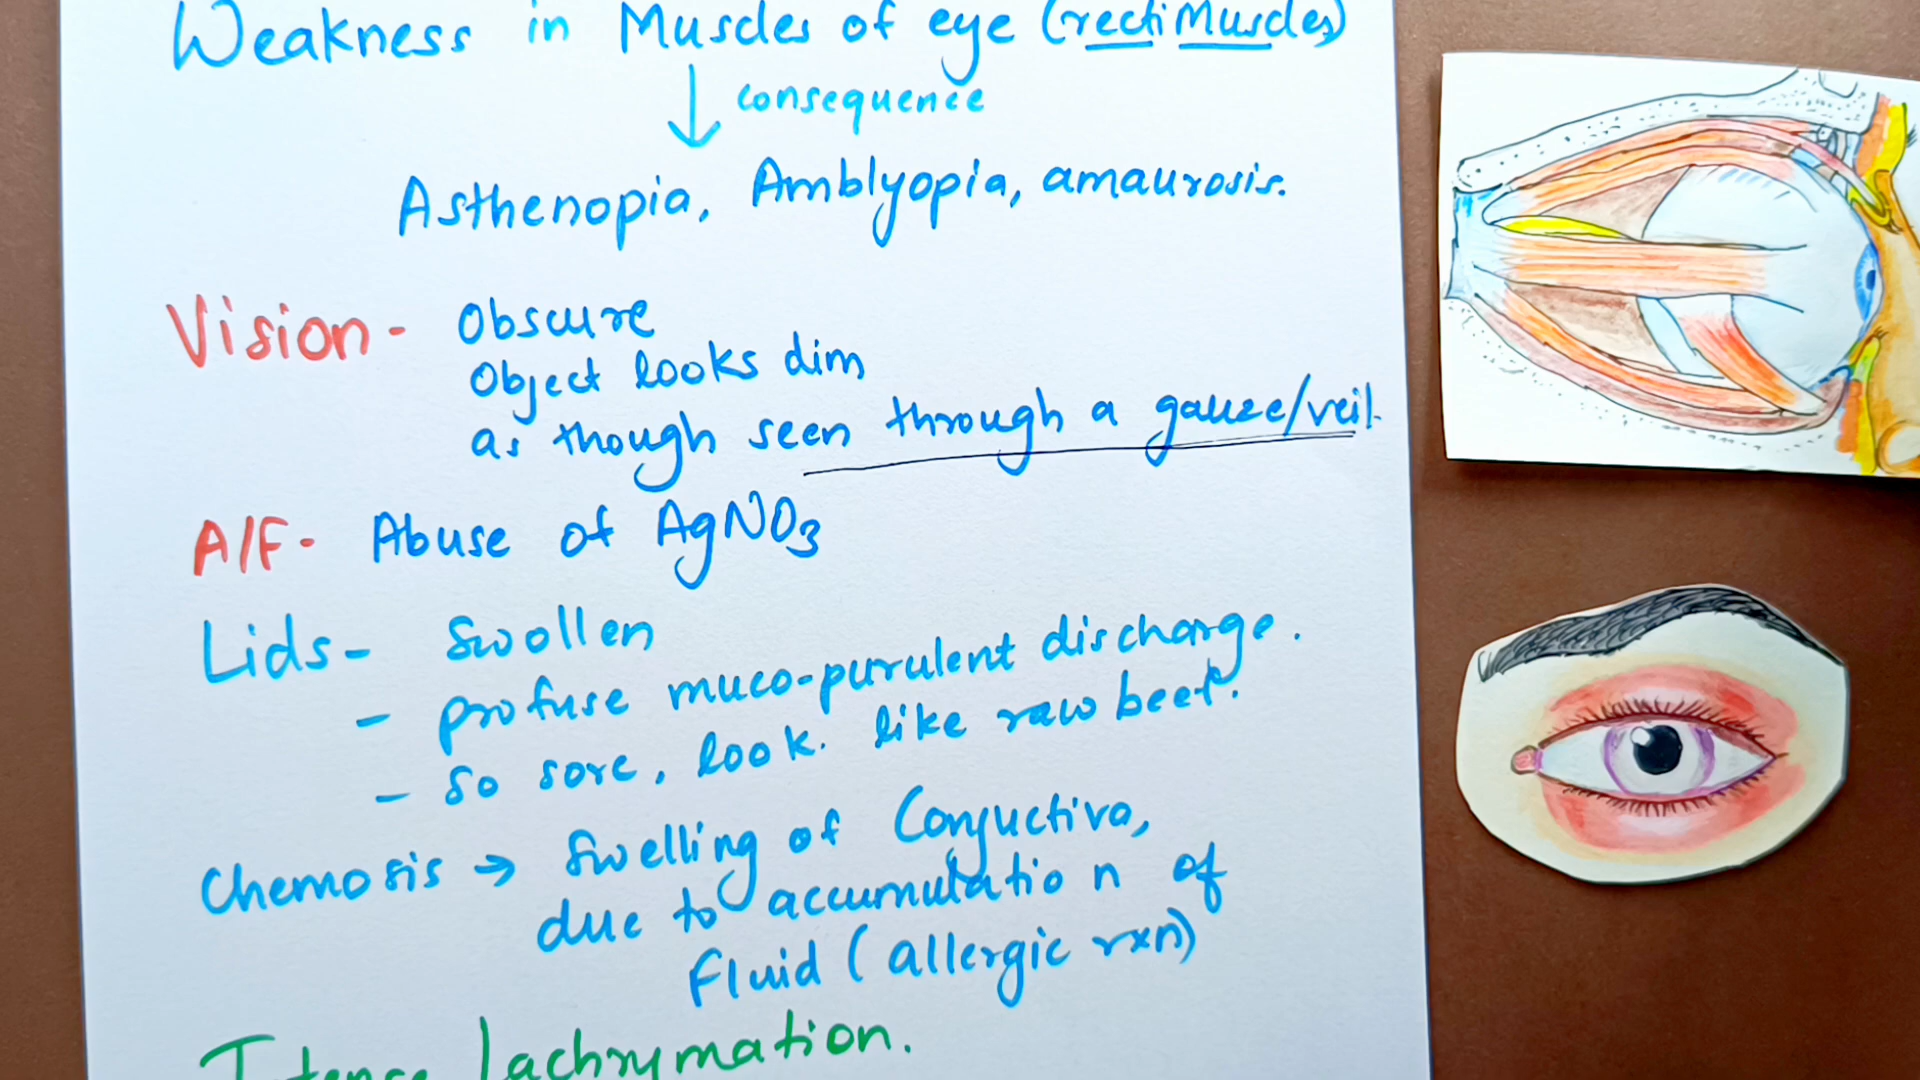 Weakness in Muscles of eye (recti Muscles)
consequence
Asthenopia, Amblyopia, amaurosis.
Vision - Obscure
Object looks dim
as though seen through a gauze/veil.
A/F - Abuse of AgNO3
Lids - Swollen
- profuse muco-purulent discharge.
- So sore, look. like raw beef.
Chemosis → Swelling of Conjuctiva,
due to accumulation of
Fluid (allergic rxn)
Intense lachrymation.